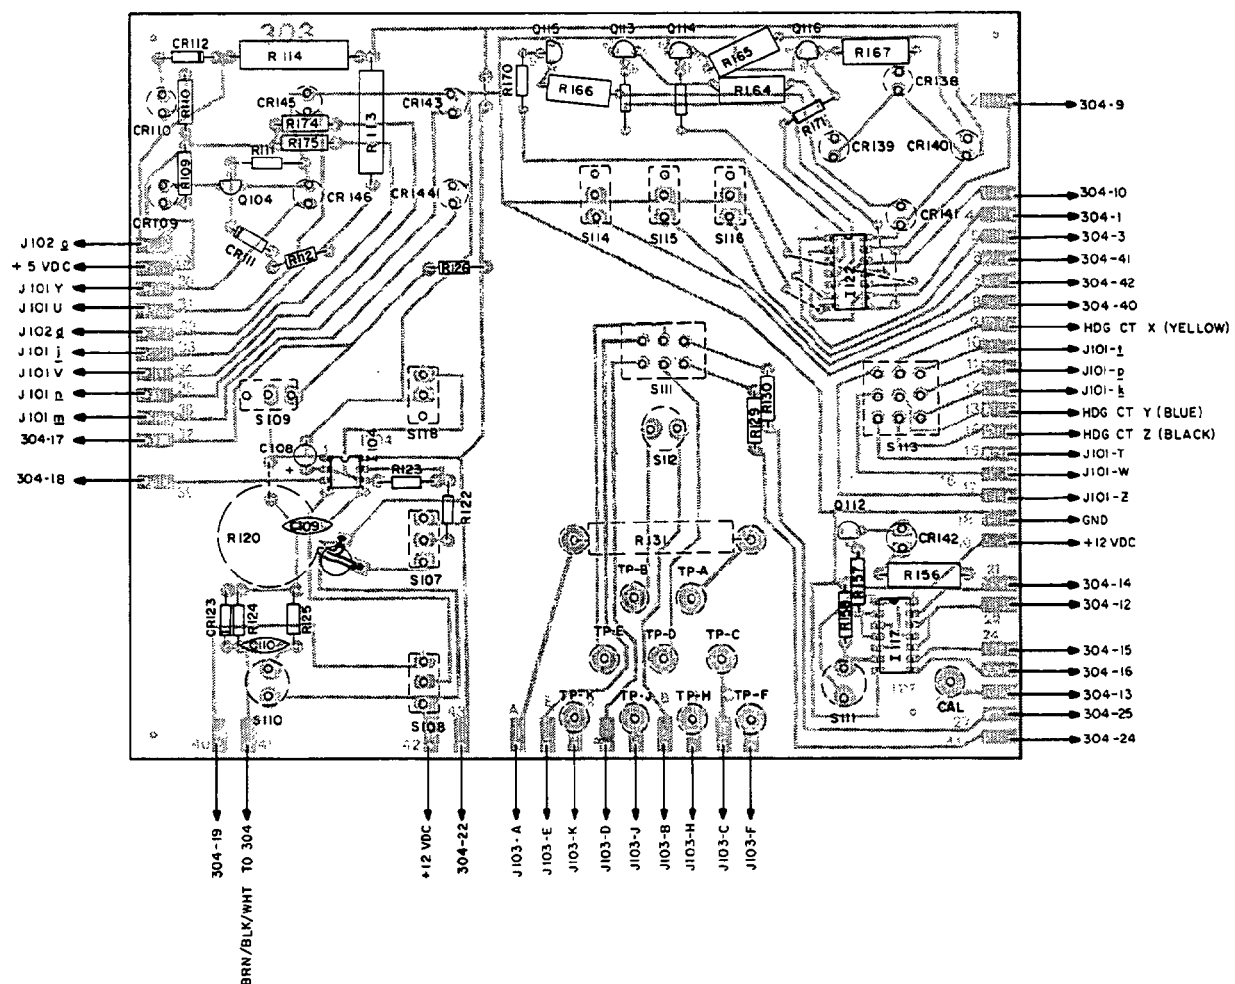 303
CR112
R114
Q115
Q113
Q114
R165
Q116
R167
R170
R166
R164
CR138
R110
CR110
CR145
R174
R175
R113
CR143
R171
CR139
CR140
304-9
R111
R109
Q104
CR146
CR144
CR109
CR111
R112
S114
S115
S116
CR141
I122
R126
304-10
304-1
304-3
304-41
304-42
304-40
HDG CT X (YELLOW)
J101-t
J101-p
J101-k
HDG CT Y (BLUE)
HDG CT Z (BLACK)
J101-T
J101-W
J101-Z
GND
+12 VDC
304-14
304-12
304-15
304-16
304-13
304-25
304-24
J102 c
+ 5 VDC
J101 Y
J101 U
J102 d
J101 j
J101 V
J101 n
J101 m
304-17
304-18
S109
S118
C108
+
I104
R123
R122
R120
C109
S107
CR123
R124
R125
C110
S110
S108
S111
R129
R130
S112
R131
TP-B
TP-A
TP-E
TP-D
TP-C
TP-K
TP-J
TP-H
TP-F
S113
Q112
CR142
R157
R156
R158
I117
S111
CAL
304-19
BRN/BLK/WHT TO 304
+12 VDC
304-22
J103-A
J103-E
J103-K
J103-D
J103-J
J103-B
J103-H
J103-C
J103-F